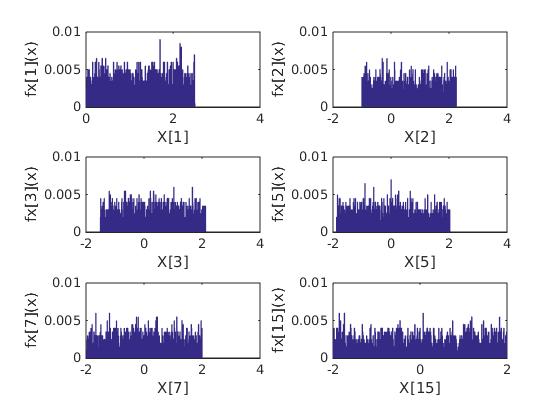 0.01
0.005
0
fx[1](x)
0 2 4
X[1]
0.01
0.005
0
fx[2](x)
-2 0 2 4
X[2]
0.01
0.005
0
fx[3](x)
-2 0 2 4
X[3]
0.01
0.005
0
fx[5](x)
-2 0 2 4
X[5]
0.01
0.005
0
fx[7](x)
-2 0 2 4
X[7]
0.01
0.005
0
fx[15](x)
-2 0 2
X[15]